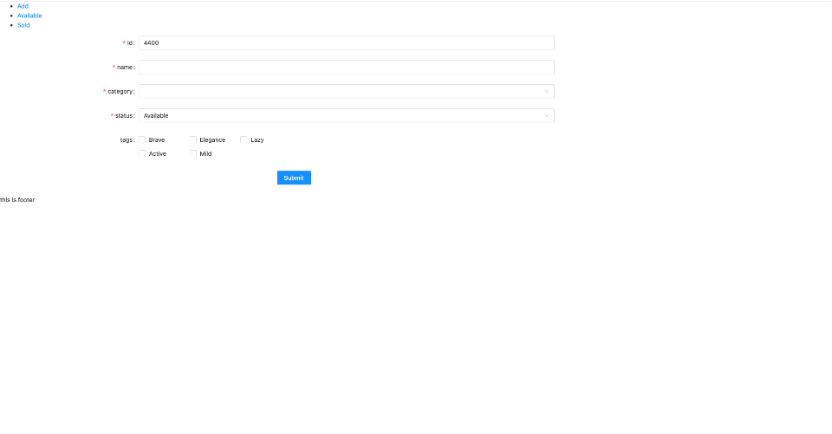 Add
Available
Sold
* id: 4400
* name:
* category:
* status: Available
tags: Brave Elegance Lazy
Active Mild
Submit
this is footer